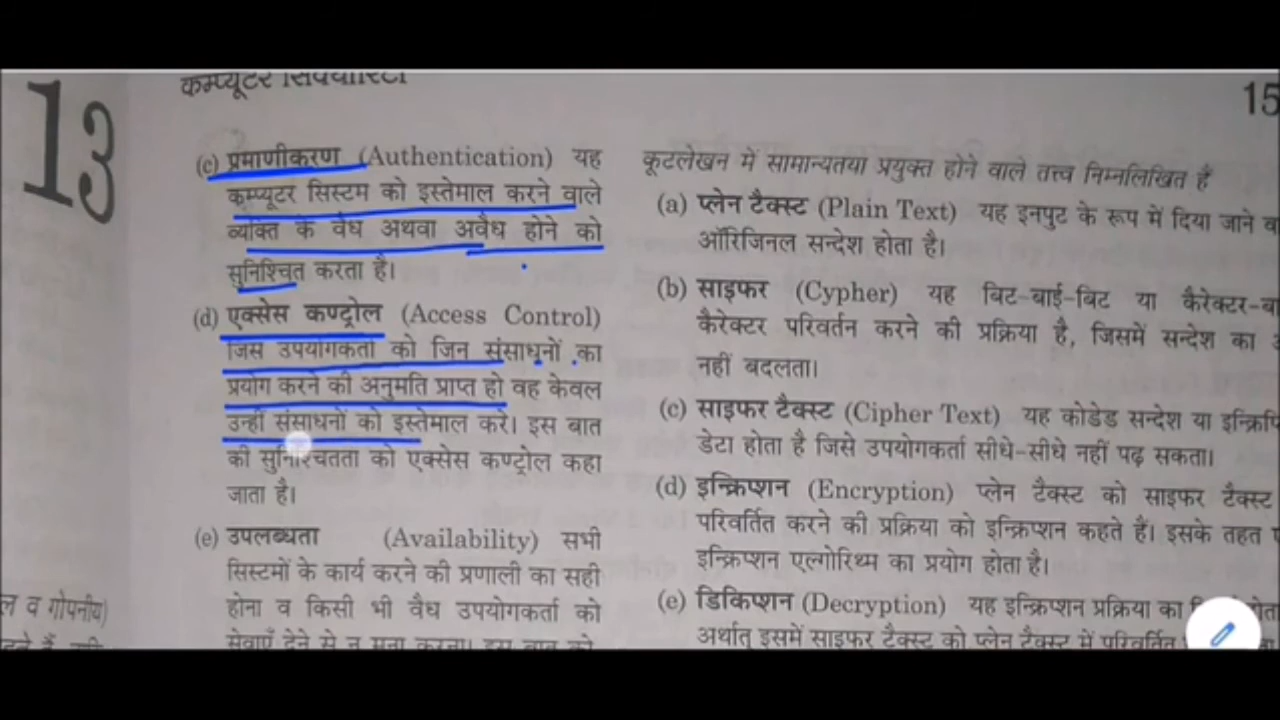 13
कम्प्यूटर सिक्योरिटी
15
(c) प्रमाणीकरण (Authentication) यह
कम्प्यूटर सिस्टम को इस्तेमाल करने वाले
व्यक्ति के वैध अथवा अवैध होने को
सुनिश्चित करता है।
(d) एक्सेस कण्ट्रोल (Access Control)
जिस उपयोगकर्ता को जिन संसाधनों का
प्रयोग करने की अनुमति प्राप्त हो वह केवल
उन्हीं संसाधनों को इस्तेमाल करे। इस बात
की सुनिश्चितता को एक्सेस कण्ट्रोल कहा
जाता है।
(e) उपलब्धता (Availability) सभी
सिस्टमों के कार्य करने की प्रणाली का सही
होना व किसी भी वैध उपयोगकर्ता को
सेवाएँ देने से न मना करना। इस बात को
कूटलेखन में सामान्यतया प्रयुक्त होने वाले तत्त्व निम्नलिखित हैं
(a) प्लेन टैक्स्ट (Plain Text) यह इनपुट के रूप में दिया जाने
ऑरिजिनल सन्देश होता है।
(b) साइफर (Cypher) यह बिट-बाई-बिट या कैरेक्टर
कैरेक्टर परिवर्तन करने की प्रक्रिया है, जिसमें सन्देश का
नहीं बदलता।
(c) साइफर टैक्स्ट (Cipher Text) यह कोडेड सन्देश या
डेटा होता है जिसे उपयोगकर्ता सीधे-सीधे नहीं पढ़ सकता।
(d) इन्क्रिप्शन (Encryption) प्लेन टैक्स्ट को साइफर टैक्स्ट
परिवर्तित करने की प्रक्रिया को इन्क्रिप्शन कहते हैं। इसके तहत
इन्क्रिप्शन एल्गोरिथ्म का प्रयोग होता है।
(e) डिक्रिप्शन (Decryption) यह इन्क्रिप्शन प्रक्रिया का
अर्थात् इसमें साइफर टैक्स्ट को प्लेन टैक्स्ट में परिवर्तित
व गोपनीय)